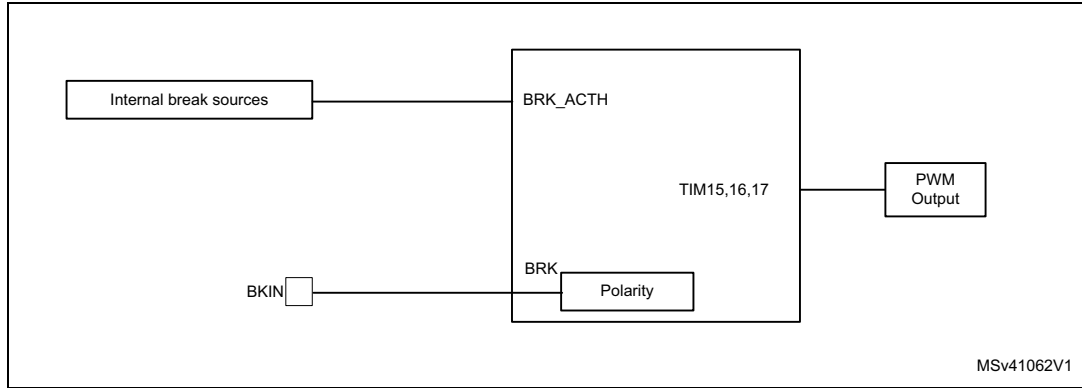 Internal break sources
BRK_ACTH
TIM15,16,17
PWM
Output
BRK
BKIN
Polarity
MSv41062V1